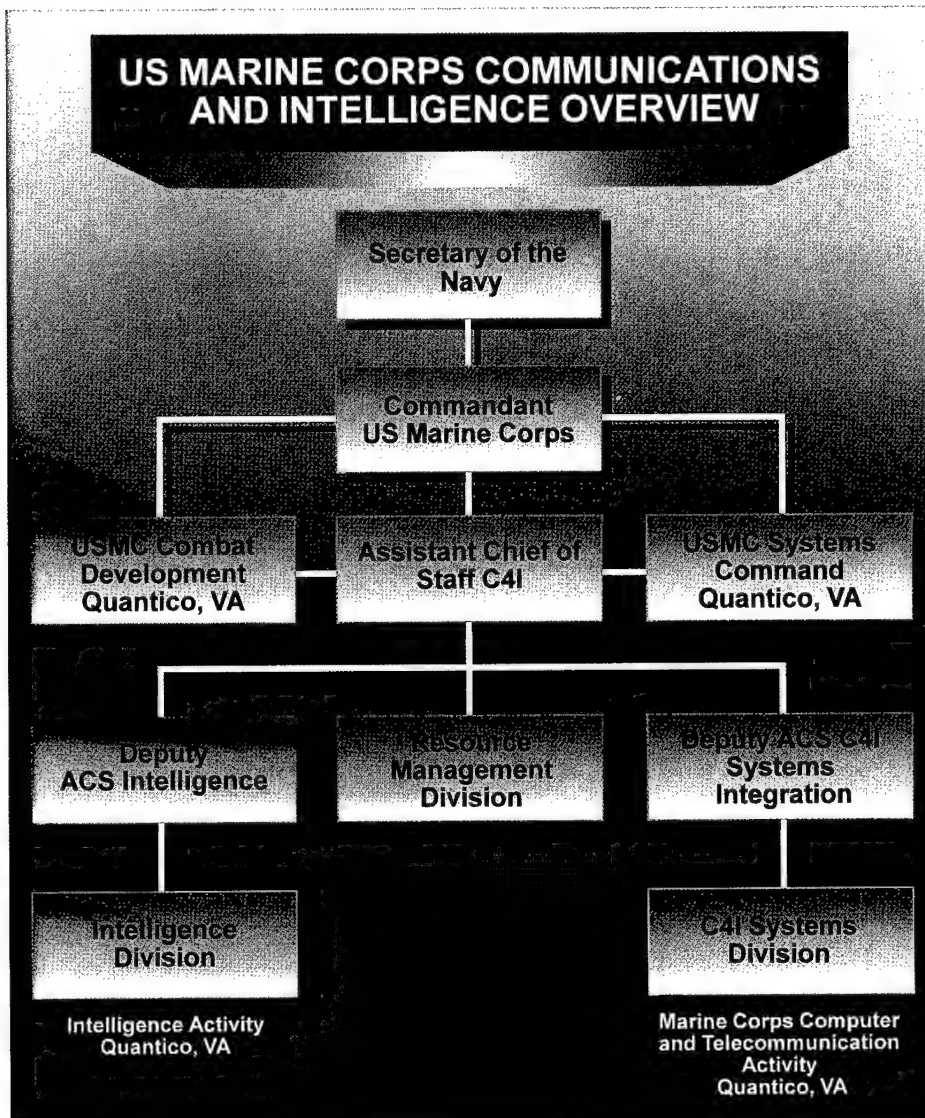 US MARINE CORPS COMMUNICATIONS
AND INTELLIGENCE OVERVIEW
Secretary of the
Navy
Commandant
US Marine Corps
USMC Combat
Development
Quantico, VA
Assistant Chief of
Staff C4I
USMC Systems
Command
Quantico, VA
Deputy
ACS Intelligence
Resource
Management
Division
Deputy ACS C4I
Systems
Integration
Intelligence
Division
C4I Systems
Division
Intelligence Activity
Quantico, VA
Marine Corps Computer
and Telecommunication
Activity
Quantico, VA